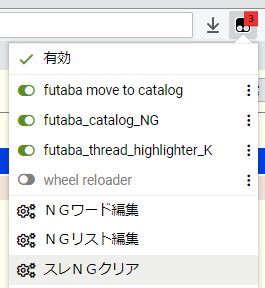 3
有効
futaba move to catalog
futaba_catalog_NG
futaba_thread_highlighter_K
wheel reloader
ＮＧワード編集
ＮＧリスト編集
スレＮＧクリア